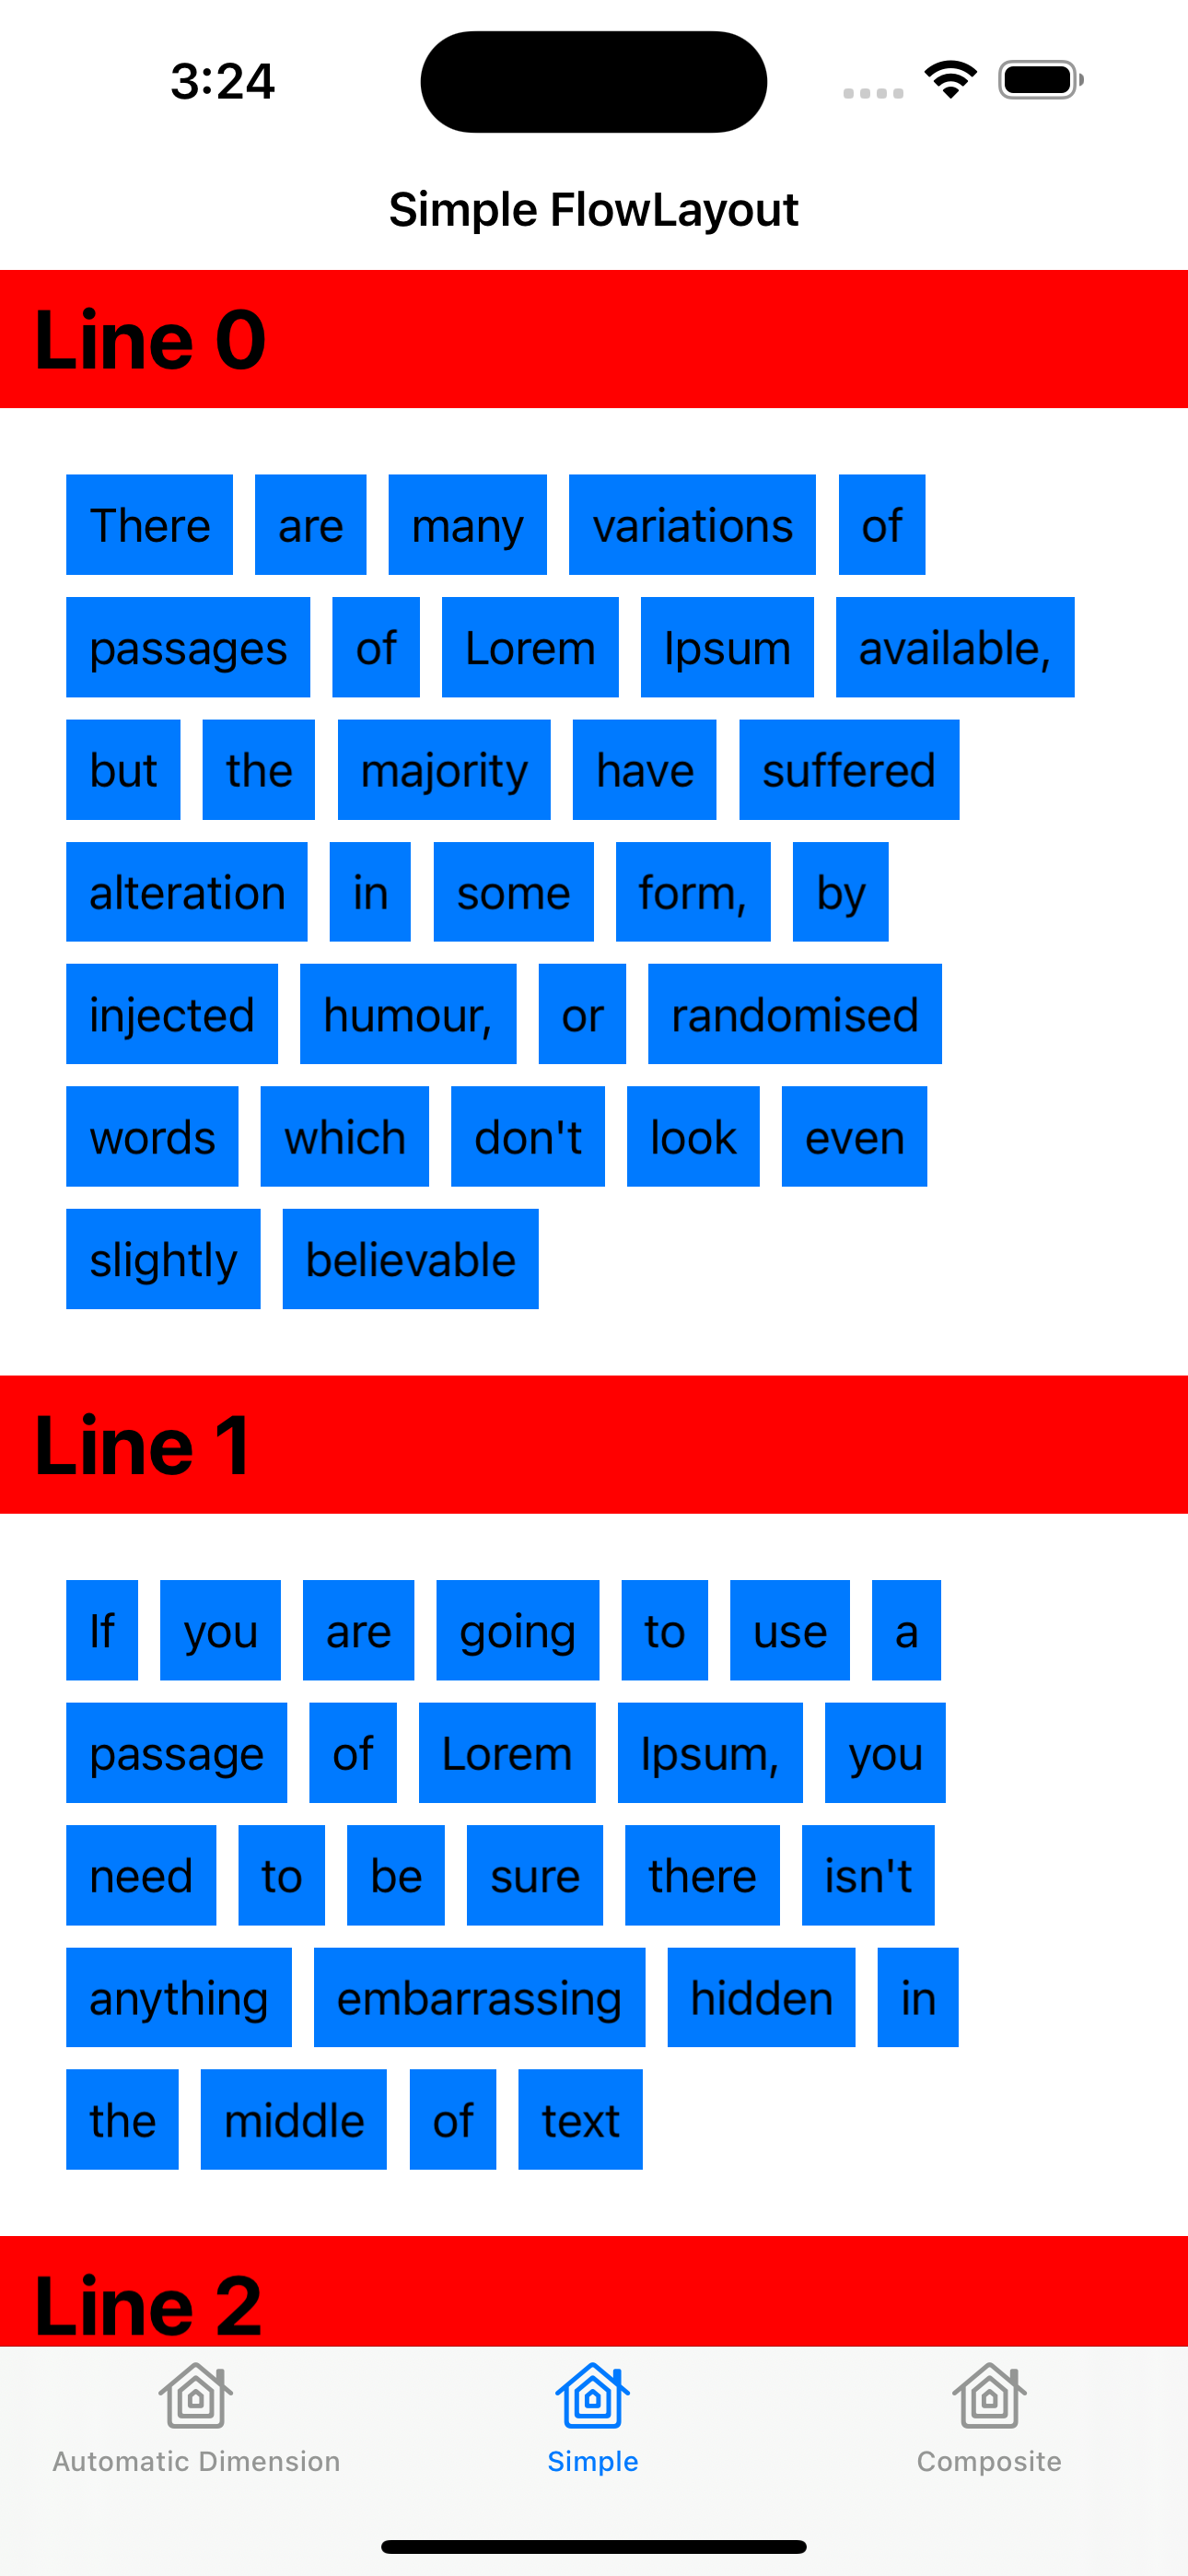 3:24
Simple FlowLayout
Line 0
There are many variations of
passages of Lorem Ipsum available,
but the majority have suffered
alteration in some form, by
injected humour, or randomised
words which don't look even
slightly believable
Line 1
If you are going to use a
passage of Lorem Ipsum, you
need to be sure there isn't
anything embarrassing hidden in
the middle of text
Line 2
Automatic Dimension Simple Composite